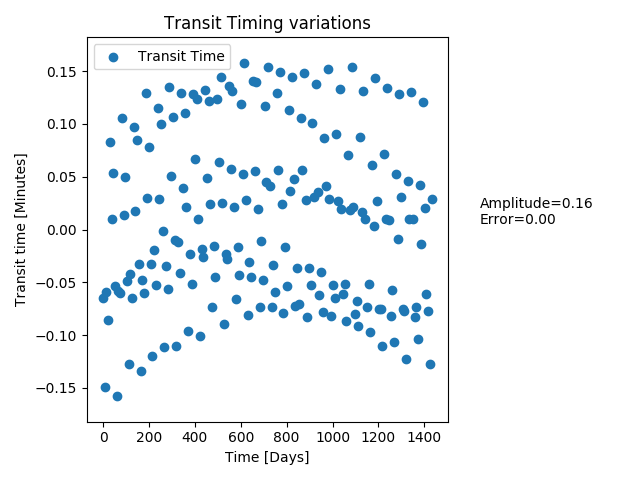 Transit Timing variations
Transit Time
0.15
0.10
0.05
0.00
−0.05
−0.10
−0.15
Transit time [Minutes]
0 200 400 600 800 1000 1200 1400
Time [Days]
Amplitude=0.16
Error=0.00